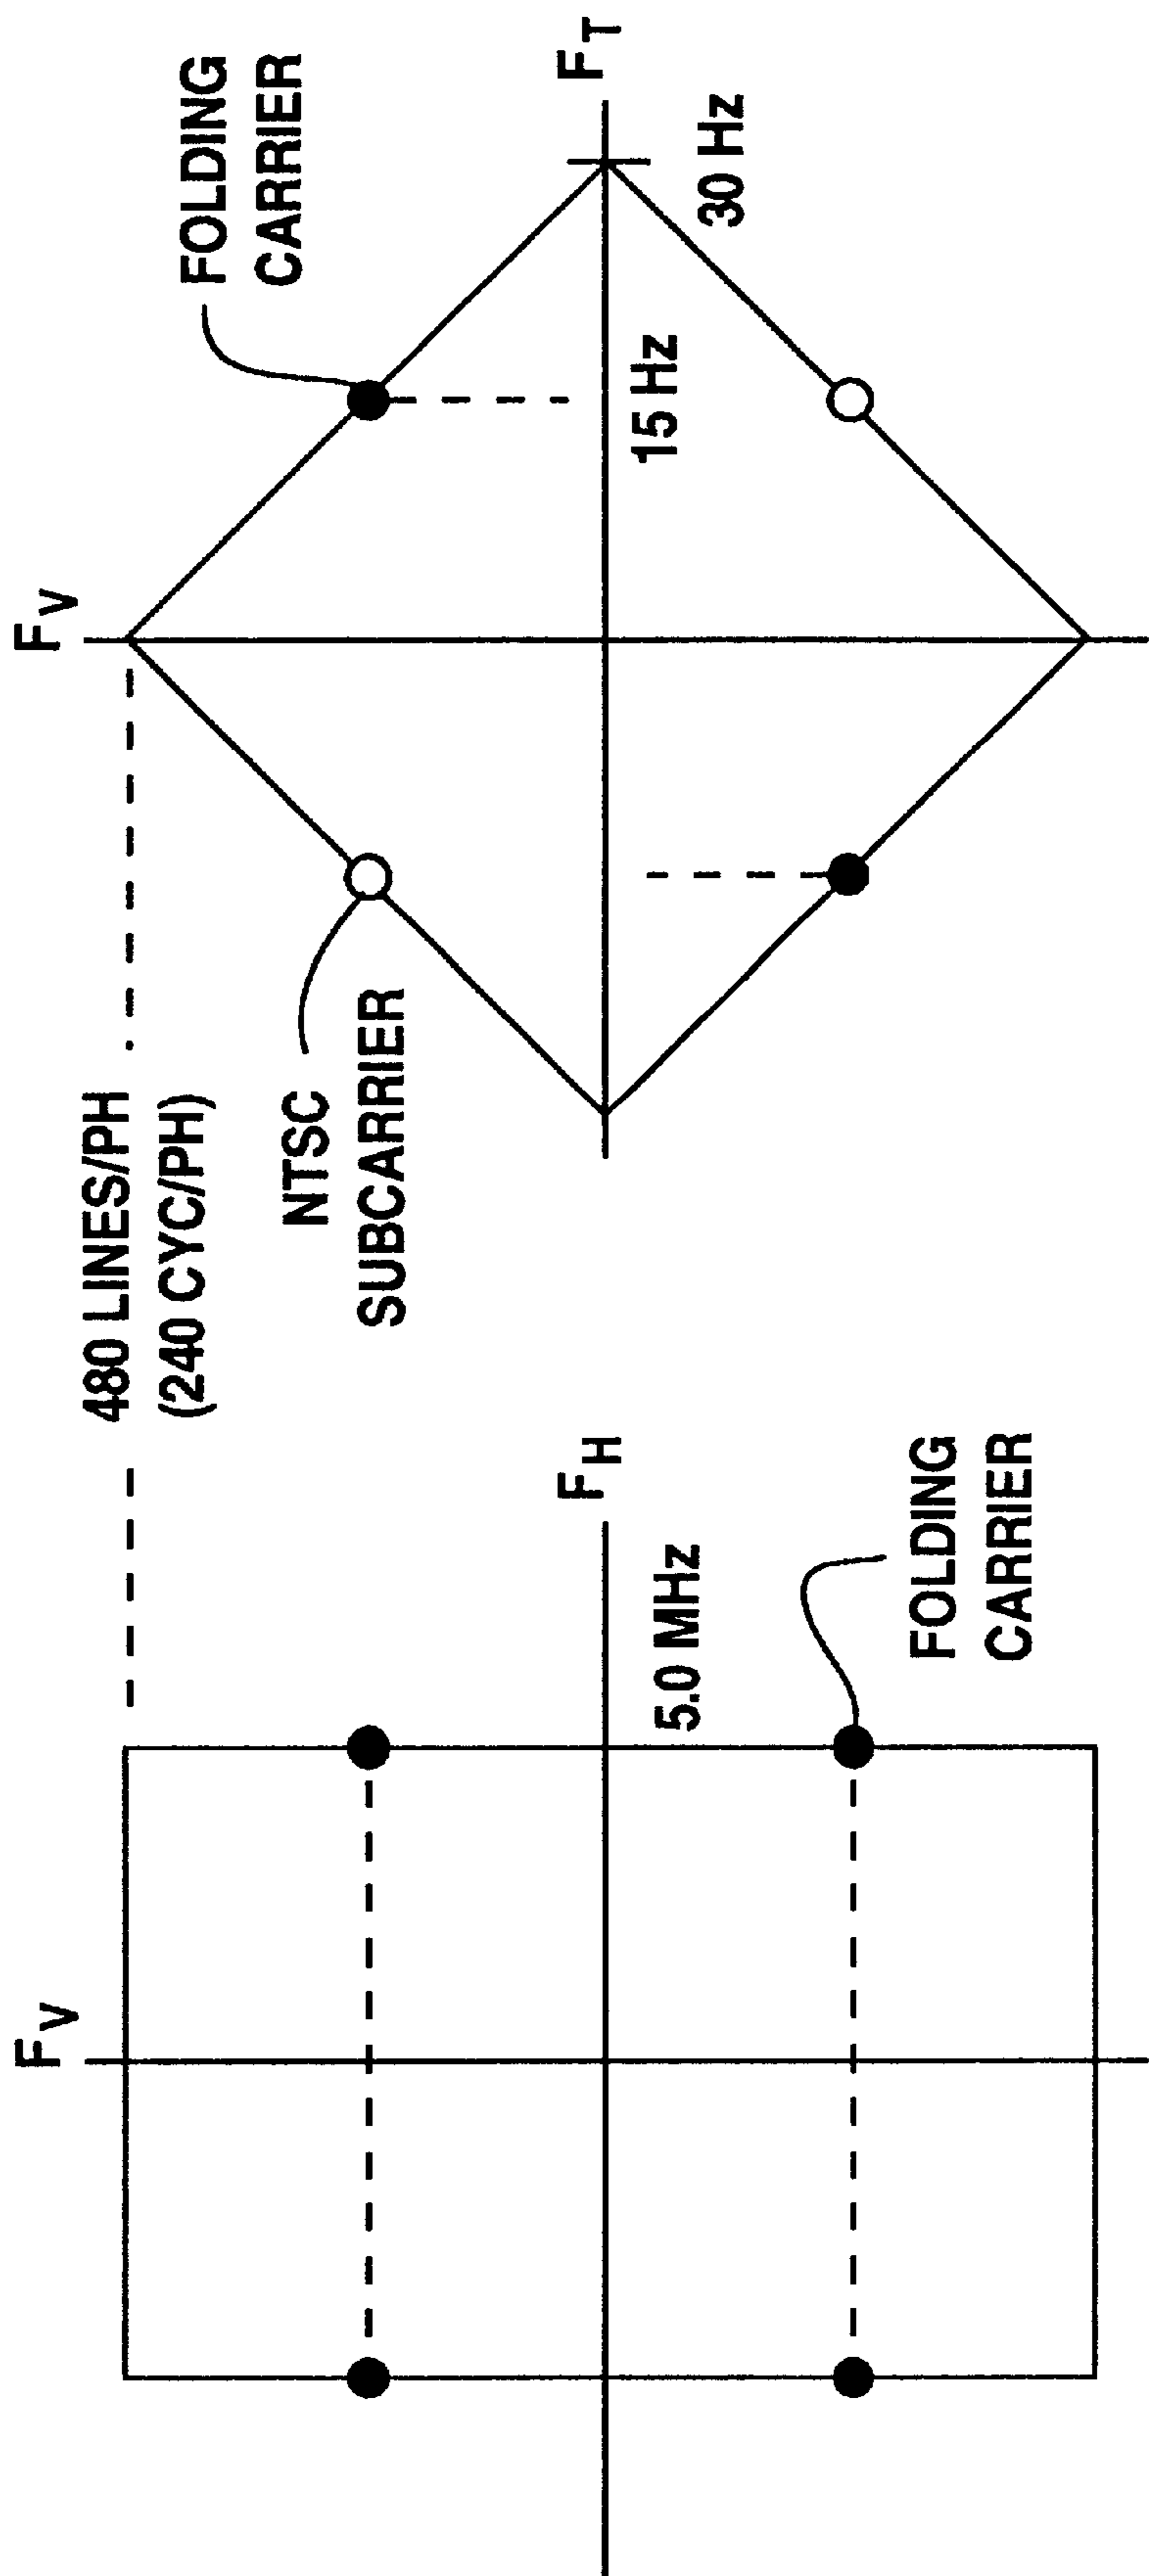 F_V
480 LINES/PH
(240 CYC/PH)
F_H
5.0 MHz
FOLDING
CARRIER
F_V
NTSC
SUBCARRIER
FOLDING
CARRIER
F_T
15 Hz
30 Hz